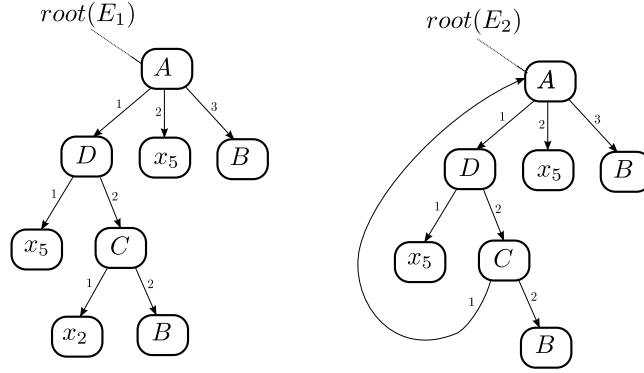 root(E₁)
A
1 2 3
D x₅ B
1 2
x₅ C
1 2
x₂ B
root(E₂)
A
1 2 3
D x₅ B
1 2
x₅ C
1 2
B